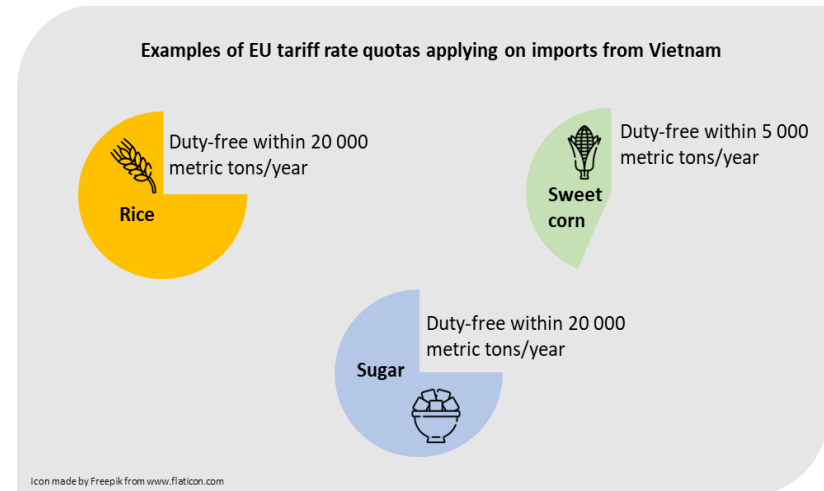 Examples of EU tariff rate quotas applying on imports from Vietnam
Duty-free within 20 000
metric tons/year
Rice
Duty-free within 5 000
metric tons/year
Sweet
corn
Duty-free within 20 000
metric tons/year
Sugar
Icon made by Freepik from www.flaticon.com